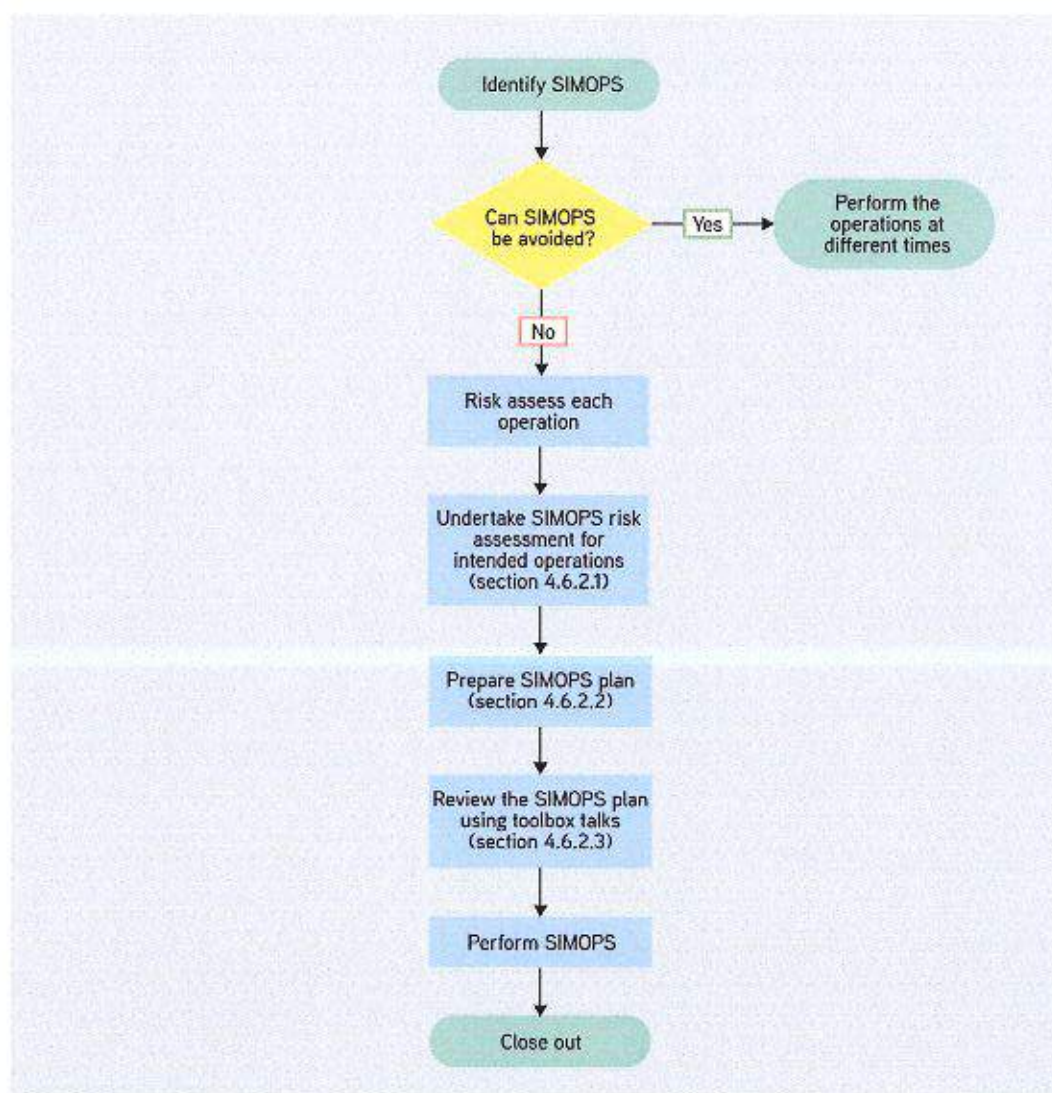 Identify SIMOPS
Can SIMOPS
be avoided?
Yes
Perform the
operations at
different times
No
Risk assess each
operation
Undertake SIMOPS risk
assessment for
intended operations
(section 4.6.2.1)
Prepare SIMOPS plan
(section 4.6.2.2)
Review the SIMOPS plan
using toolbox talks
(section 4.6.2.3)
Perform SIMOPS
Close out